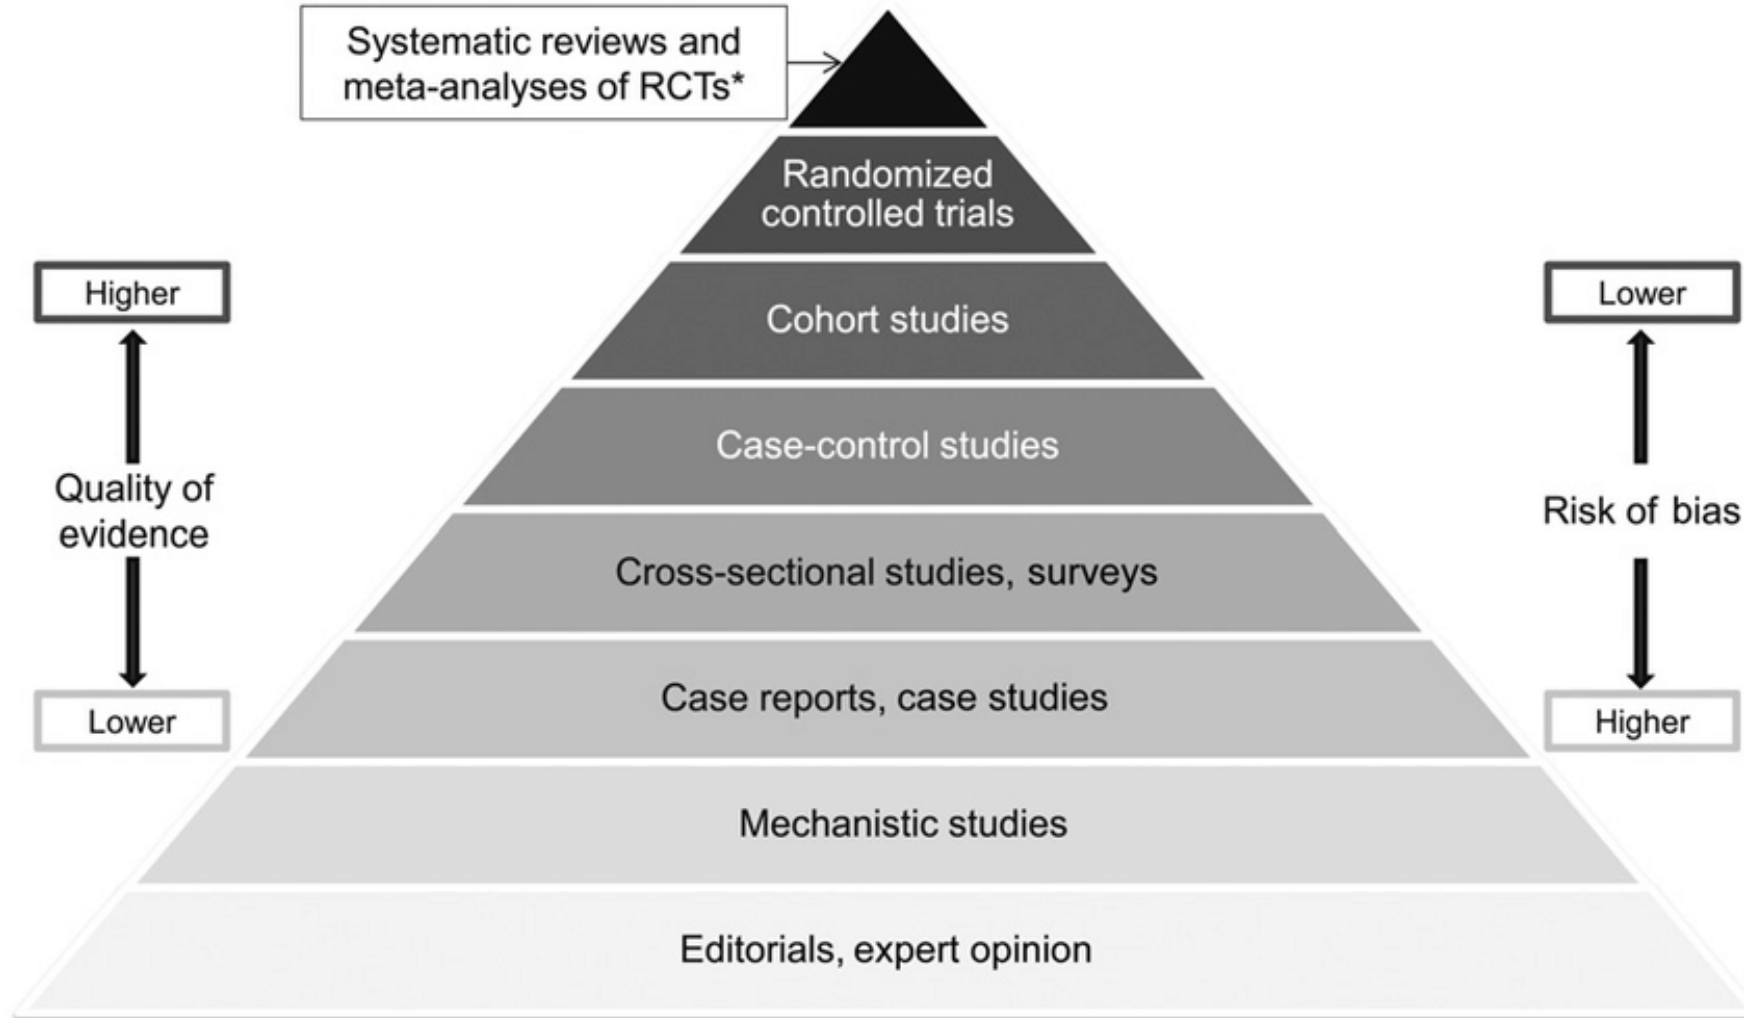 Systematic reviews and
meta-analyses of RCTs*
Randomized
controlled trials
Higher
Lower
Cohort studies
Case-control studies
Quality of
evidence
Risk of bias
Cross-sectional studies, surveys
Case reports, case studies
Lower
Higher
Mechanistic studies
Editorials, expert opinion